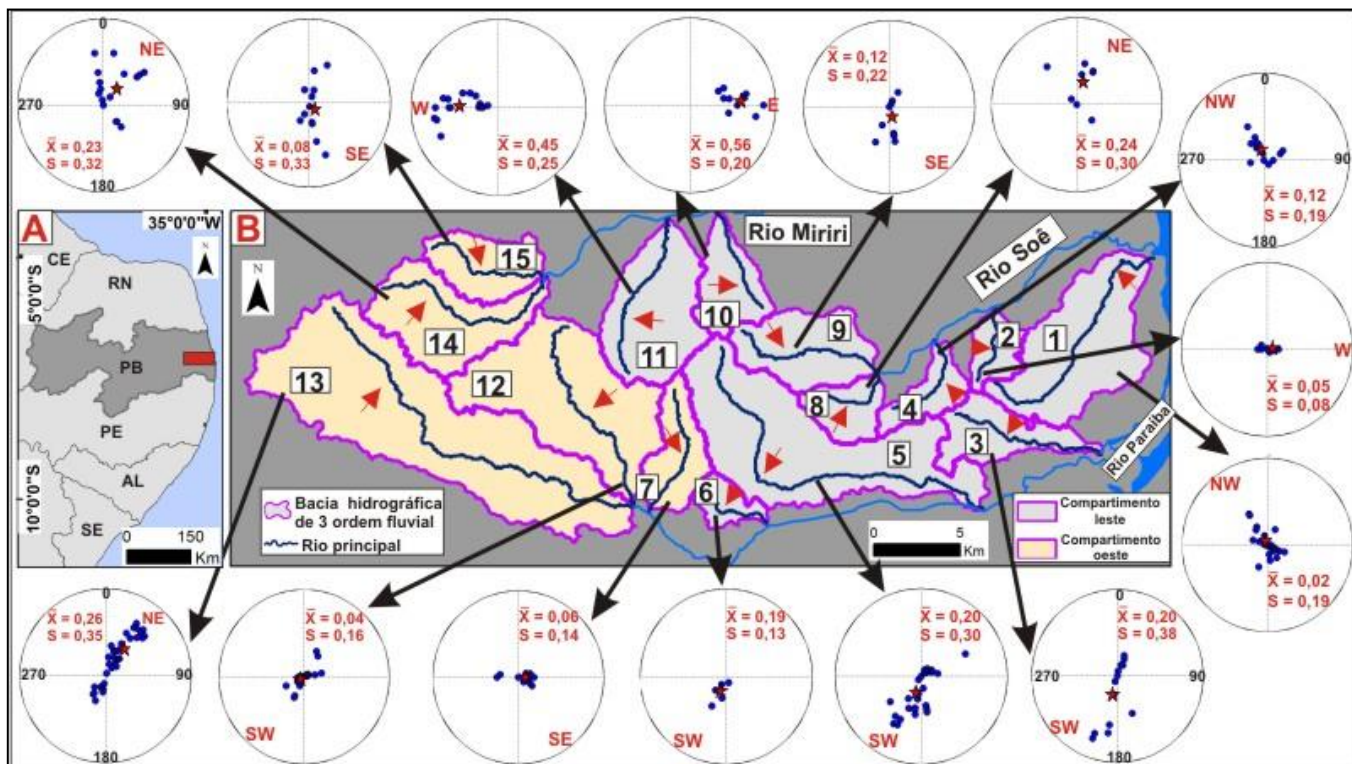 0
NE
270
90
X̄ = 0,23
S = 0,32
180
X̄ = 0,08
S = 0,33
SE
W
X̄ = 0,45
S = 0,25
E
X̄ = 0,56
S = 0,20
X̄ = 0,12
S = 0,22
SE
NE
X̄ = 0,24
S = 0,30
0
NW
270
90
X̄ = 0,12
S = 0,19
180
W
X̄ = 0,05
S = 0,08
NW
X̄ = 0,02
S = 0,19
A
35°0'0"W
N
CE
RN
5°0'0"S
PB
PE
AL
10°0'0"S
SE
0 150
Km
B
N
Rio Miriri
Rio Soê
Rio Paraiba
15
14
13
12
11
10
9
8
7
6
5
4
3
2
1
Bacia hidrográfica
de 3 ordem fluvial
Rio principal
0 5
Km
Compartimento
leste
Compartimento
oeste
0
X̄ = 0,26
S = 0,35
NE
270
90
180
X̄ = 0,04
S = 0,16
SW
X̄ = 0,06
S = 0,14
SE
X̄ = 0,19
S = 0,13
SW
X̄ = 0,20
S = 0,30
SW
0
X̄ = 0,20
S = 0,38
270
90
SW
180